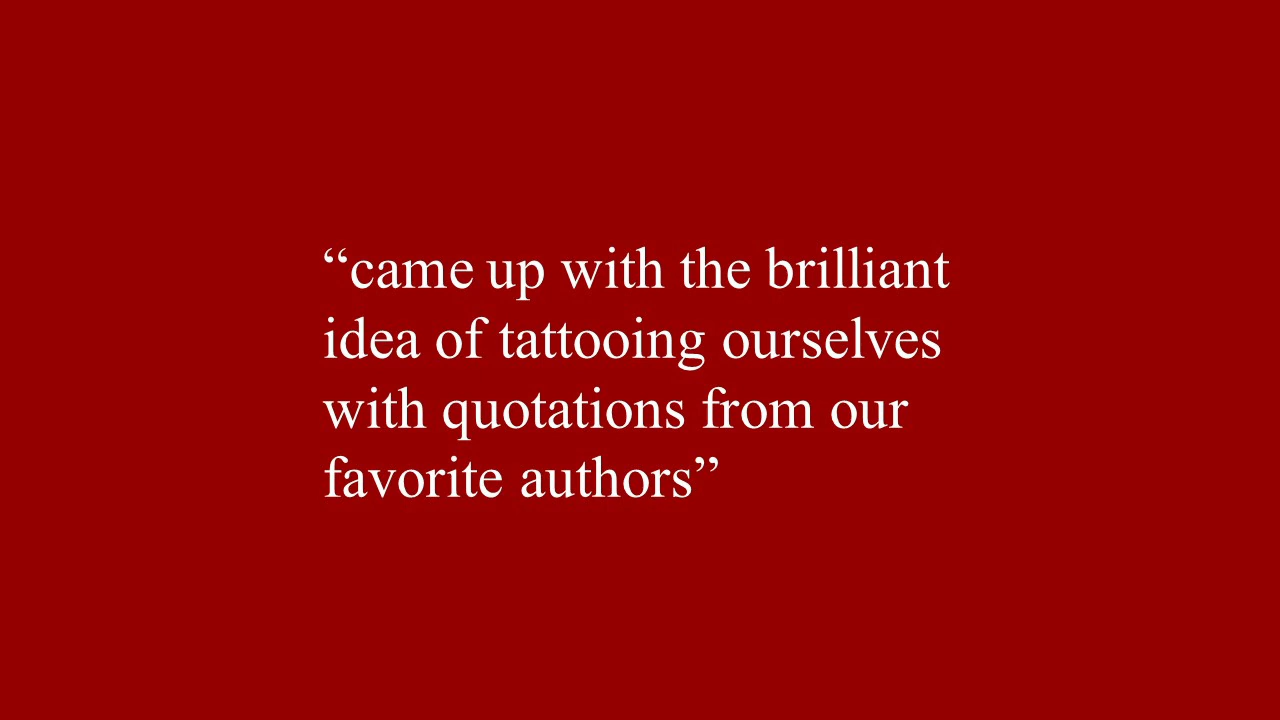 “came up with the brilliant
idea of tattooing ourselves
with quotations from our
favorite authors”